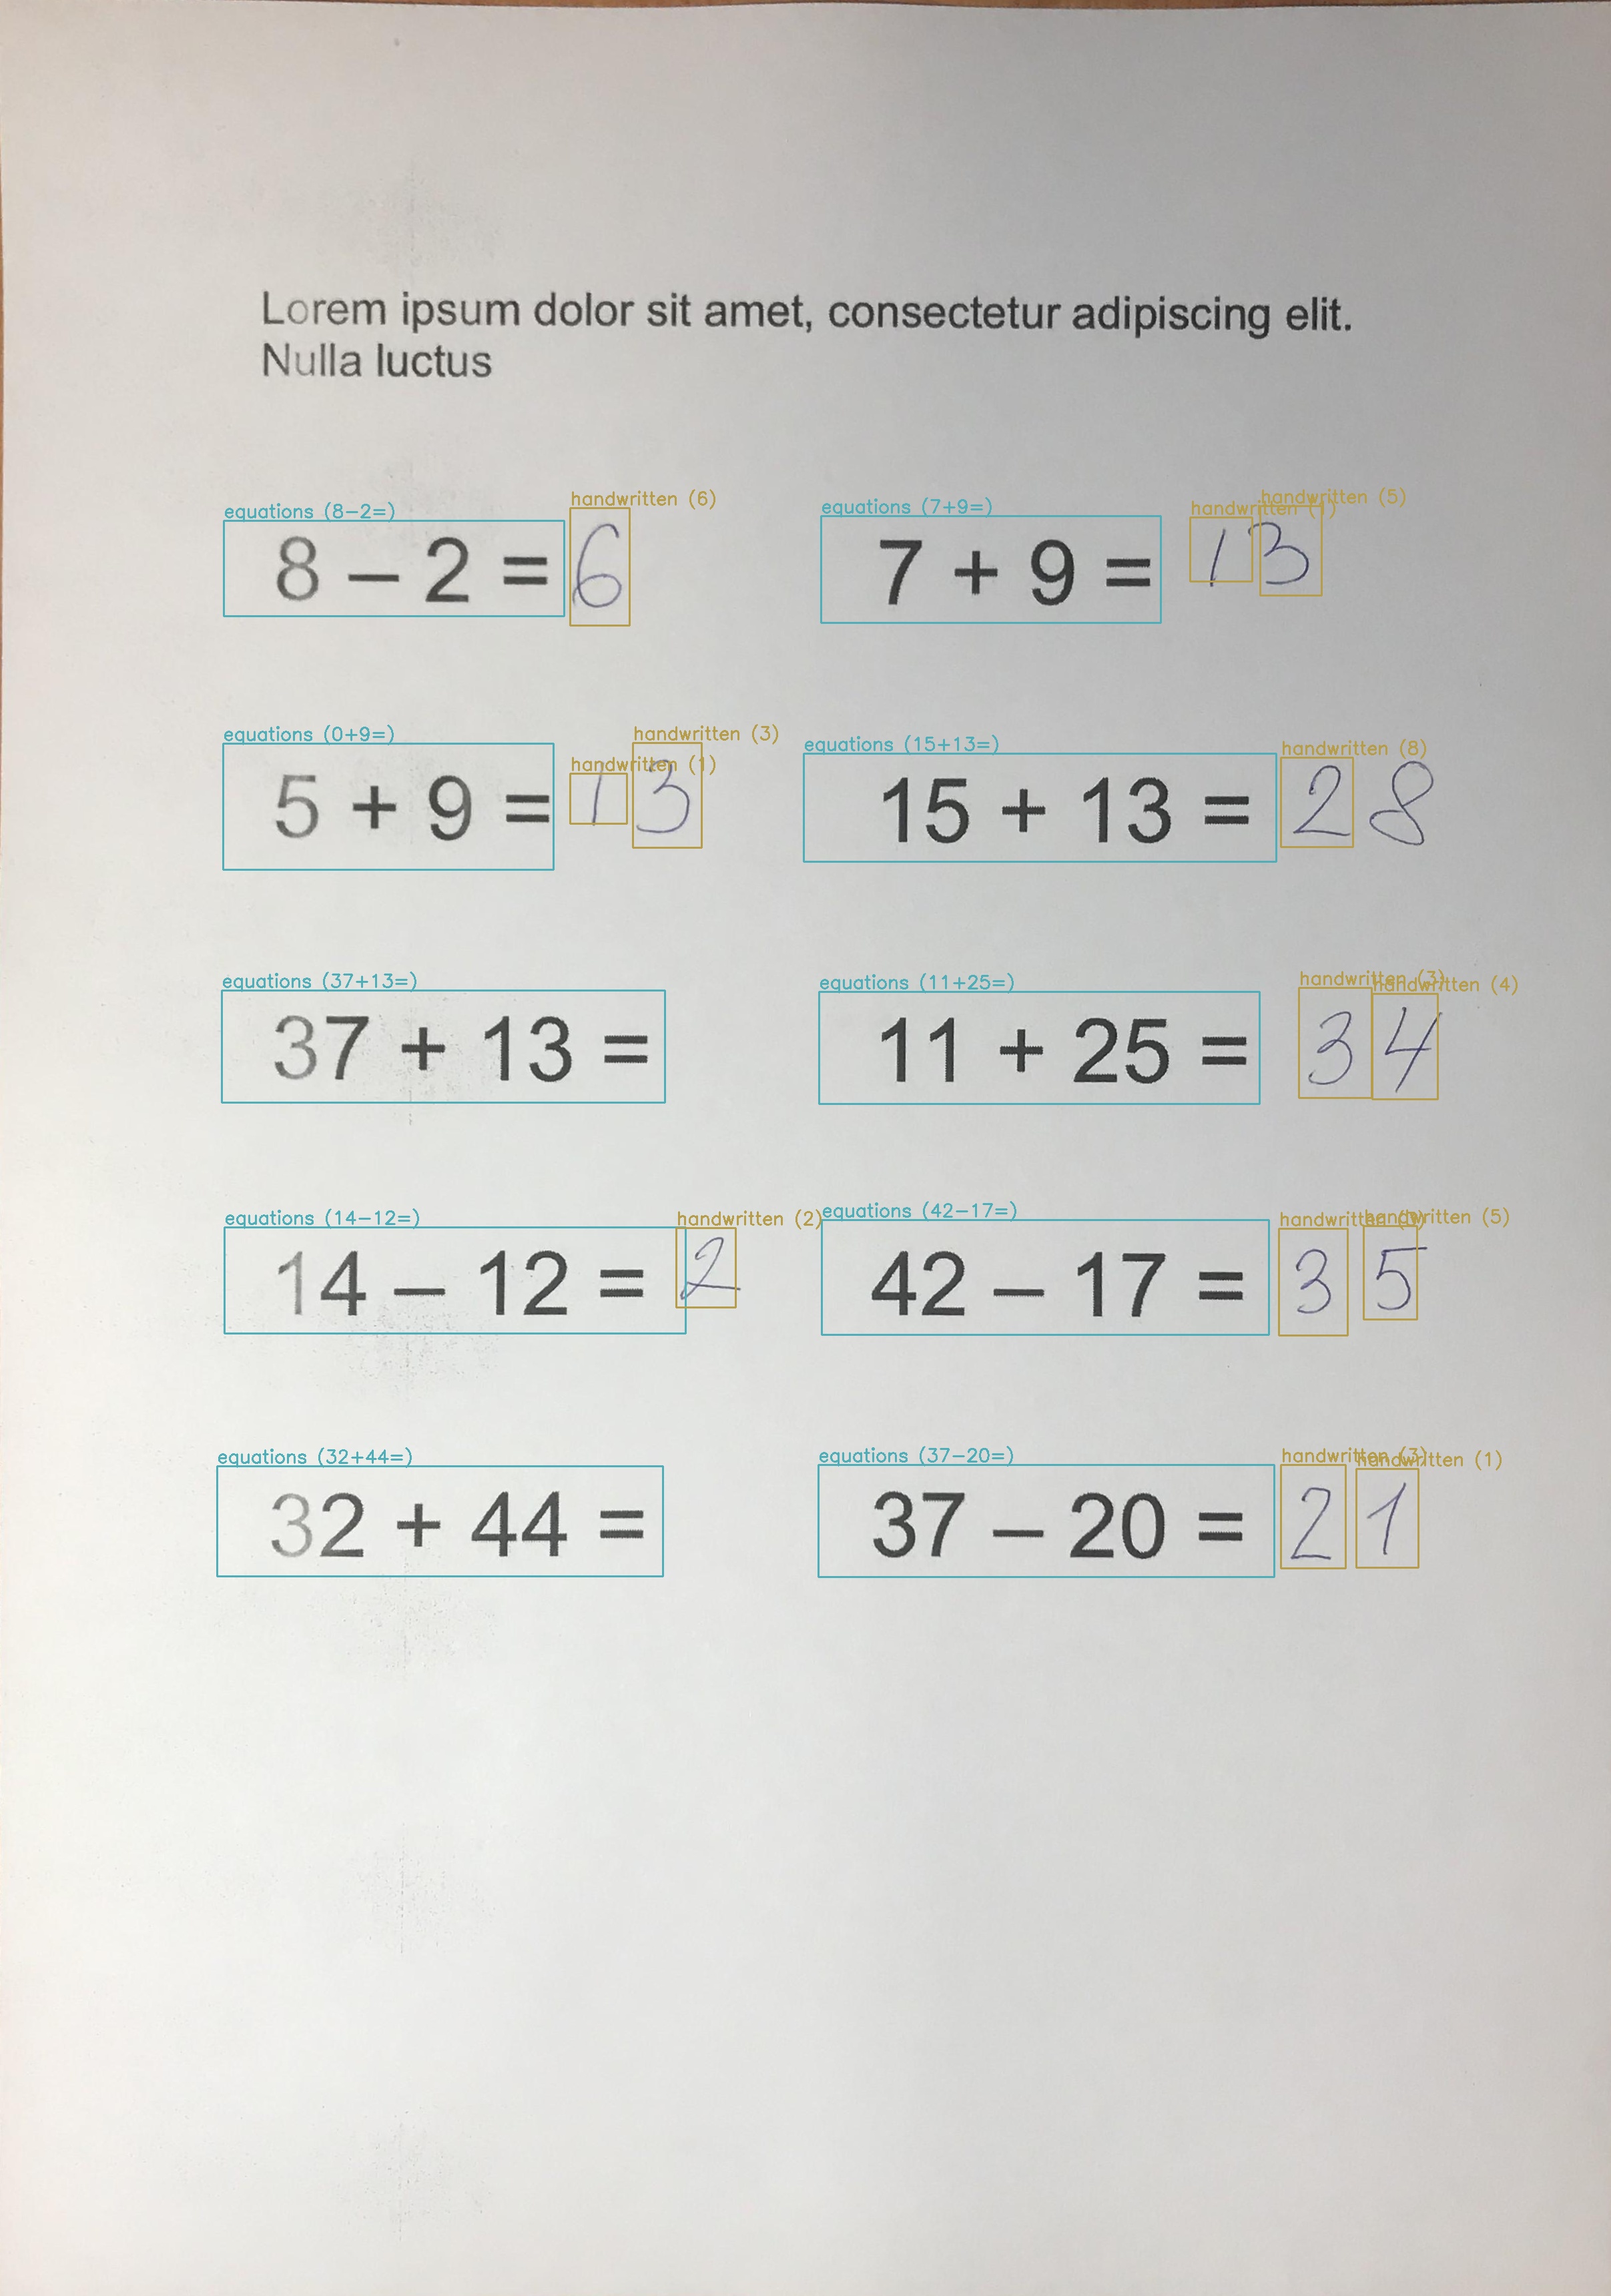 Lorem ipsum dolor sit amet, consectetur adipiscing elit.
Nulla luctus
equations (8-2=) handwritten (6) equations (7+9=) handwritten (1) handwritten (5)
8 – 2 = 6 7 + 9 = 13
equations (0+9=) handwritten (1) handwritten (3) equations (15+13=) handwritten (8)
5 + 9 = 13 15 + 13 = 28
equations (37+13=) equations (11+25=) handwritten (3) handwritten (4)
37 + 13 = 11 + 25 = 34
equations (14-12=) handwritten (2) equations (42-17=) handwritten handwritten (5)
14 – 12 = 2 42 – 17 = 35
equations (32+44=) equations (37-20=) handwritten (3) handwritten (1)
32 + 44 = 37 – 20 = 21